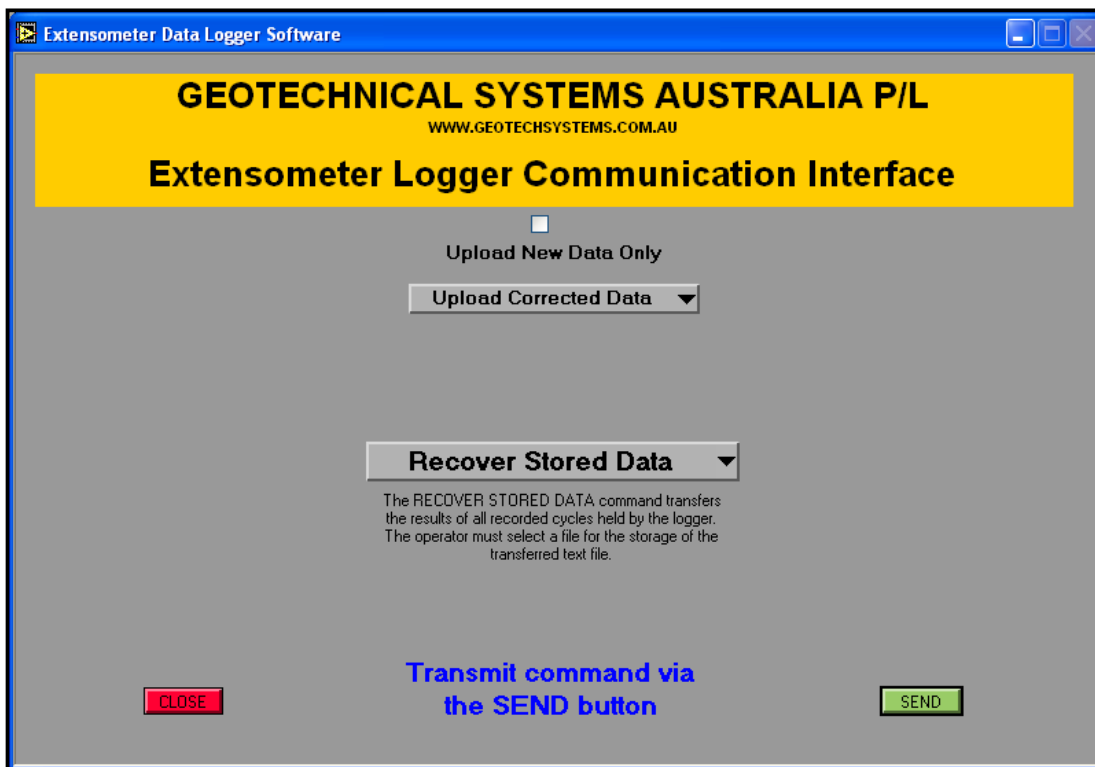 Extensometer Data Logger Software
GEOTECHNICAL SYSTEMS AUSTRALIA P/L
WWW.GEOTECHSYSTEMS.COM.AU
Extensometer Logger Communication Interface
Upload New Data Only
Upload Corrected Data
Recover Stored Data
The RECOVER STORED DATA command transfers
the results of all recorded cycles held by the logger.
The operator must select a file for the storage of the
transferred text file.
Transmit command via
the SEND button
CLOSE
SEND